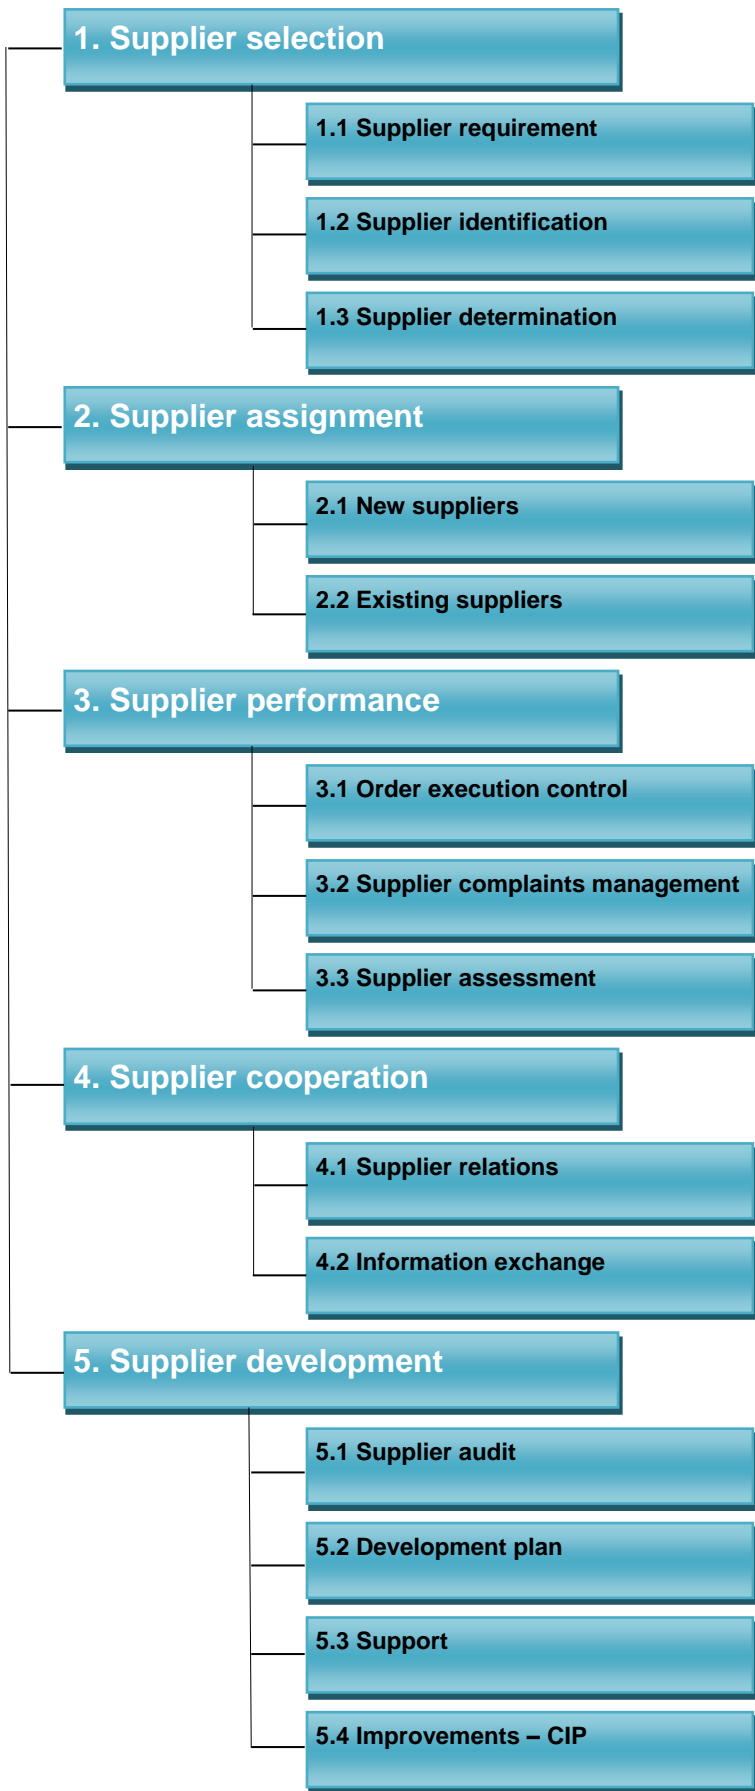 1. Supplier selection
1.1 Supplier requirement
1.2 Supplier identification
1.3 Supplier determination
2. Supplier assignment
2.1 New suppliers
2.2 Existing suppliers
3. Supplier performance
3.1 Order execution control
3.2 Supplier complaints management
3.3 Supplier assessment
4. Supplier cooperation
4.1 Supplier relations
4.2 Information exchange
5. Supplier development
5.1 Supplier audit
5.2 Development plan
5.3 Support
5.4 Improvements – CIP